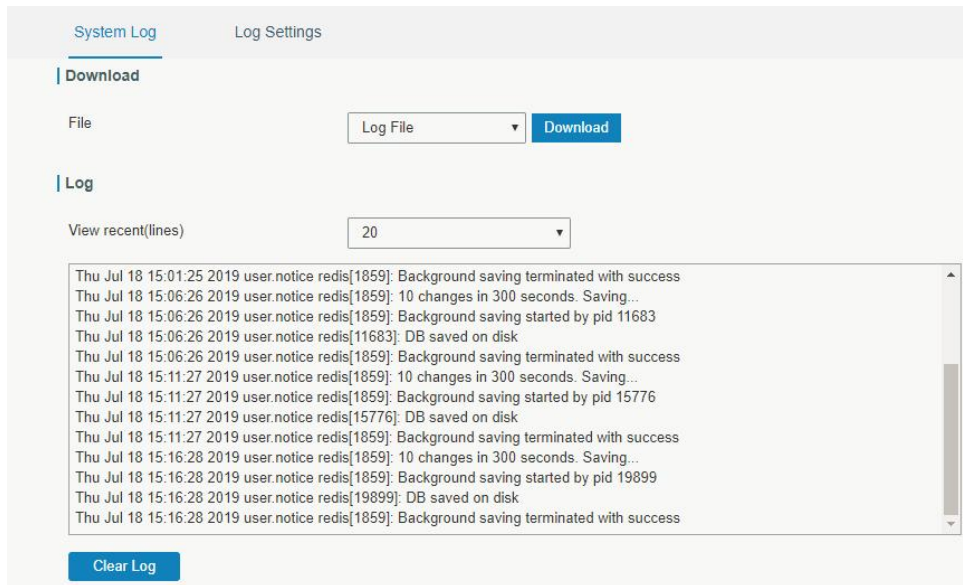 System Log Log Settings
Download
File Log File Download
Log
View recent(lines) 20
Thu Jul 18 15:01:25 2019 user.notice redis[1859]: Background saving terminated with success
Thu Jul 18 15:06:26 2019 user.notice redis[1859]: 10 changes in 300 seconds. Saving...
Thu Jul 18 15:06:26 2019 user.notice redis[1859]: Background saving started by pid 11683
Thu Jul 18 15:06:26 2019 user.notice redis[11683]: DB saved on disk
Thu Jul 18 15:06:26 2019 user.notice redis[1859]: Background saving terminated with success
Thu Jul 18 15:11:27 2019 user.notice redis[1859]: 10 changes in 300 seconds. Saving...
Thu Jul 18 15:11:27 2019 user.notice redis[1859]: Background saving started by pid 15776
Thu Jul 18 15:11:27 2019 user.notice redis[15776]: DB saved on disk
Thu Jul 18 15:11:27 2019 user.notice redis[1859]: Background saving terminated with success
Thu Jul 18 15:16:28 2019 user.notice redis[1859]: 10 changes in 300 seconds. Saving...
Thu Jul 18 15:16:28 2019 user.notice redis[1859]: Background saving started by pid 19899
Thu Jul 18 15:16:28 2019 user.notice redis[19899]: DB saved on disk
Thu Jul 18 15:16:28 2019 user.notice redis[1859]: Background saving terminated with success
Clear Log